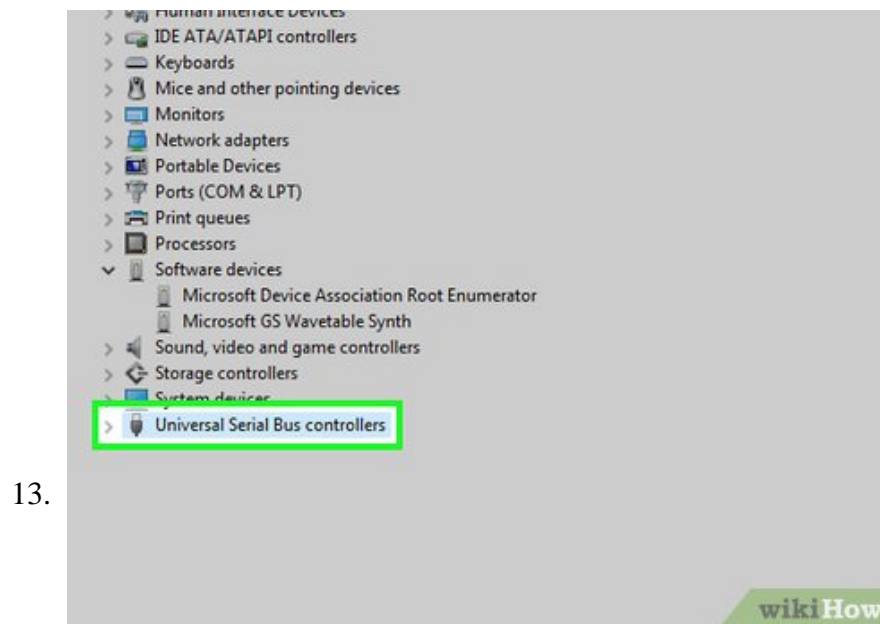 Human Interface Devices
IDE ATA/ATAPI controllers
Keyboards
Mice and other pointing devices
Monitors
Network adapters
Portable Devices
Ports (COM & LPT)
Print queues
Processors
Software devices
Microsoft Device Association Root Enumerator
Microsoft GS Wavetable Synth
Sound, video and game controllers
Storage controllers
System devices
Universal Serial Bus controllers
13.
wikiHow